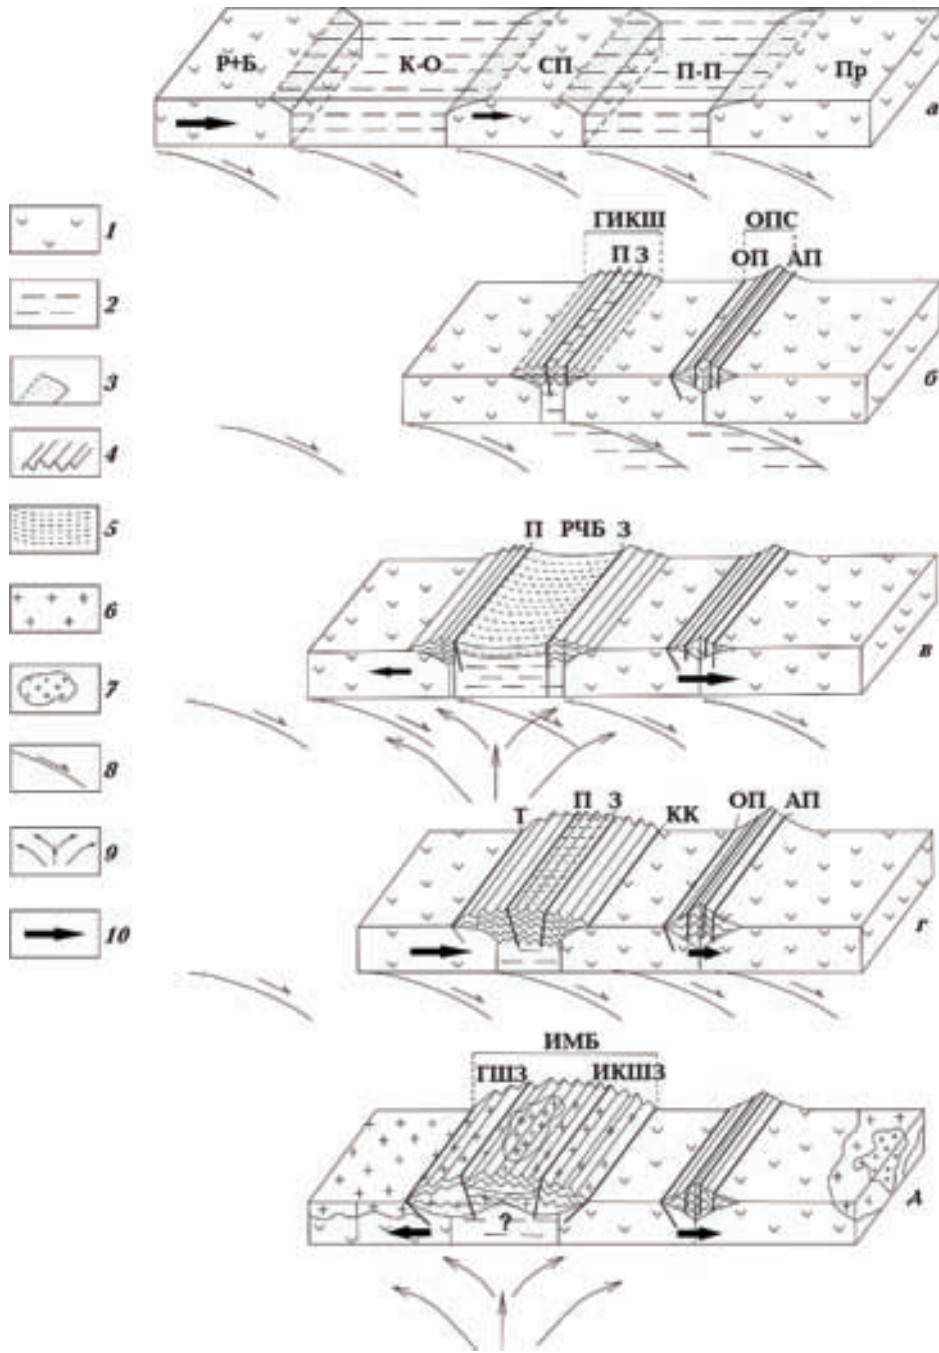 Р+Б К-О СП П-П Пр
а
1
2
3
4
5
6
7
8
9
10
ГИКШ ОПС
П З ОП АП
б
П РЧБ З
в
Т П З КК ОП АП
г
ИМБ
ГШЗ ИКШЗ
?
д